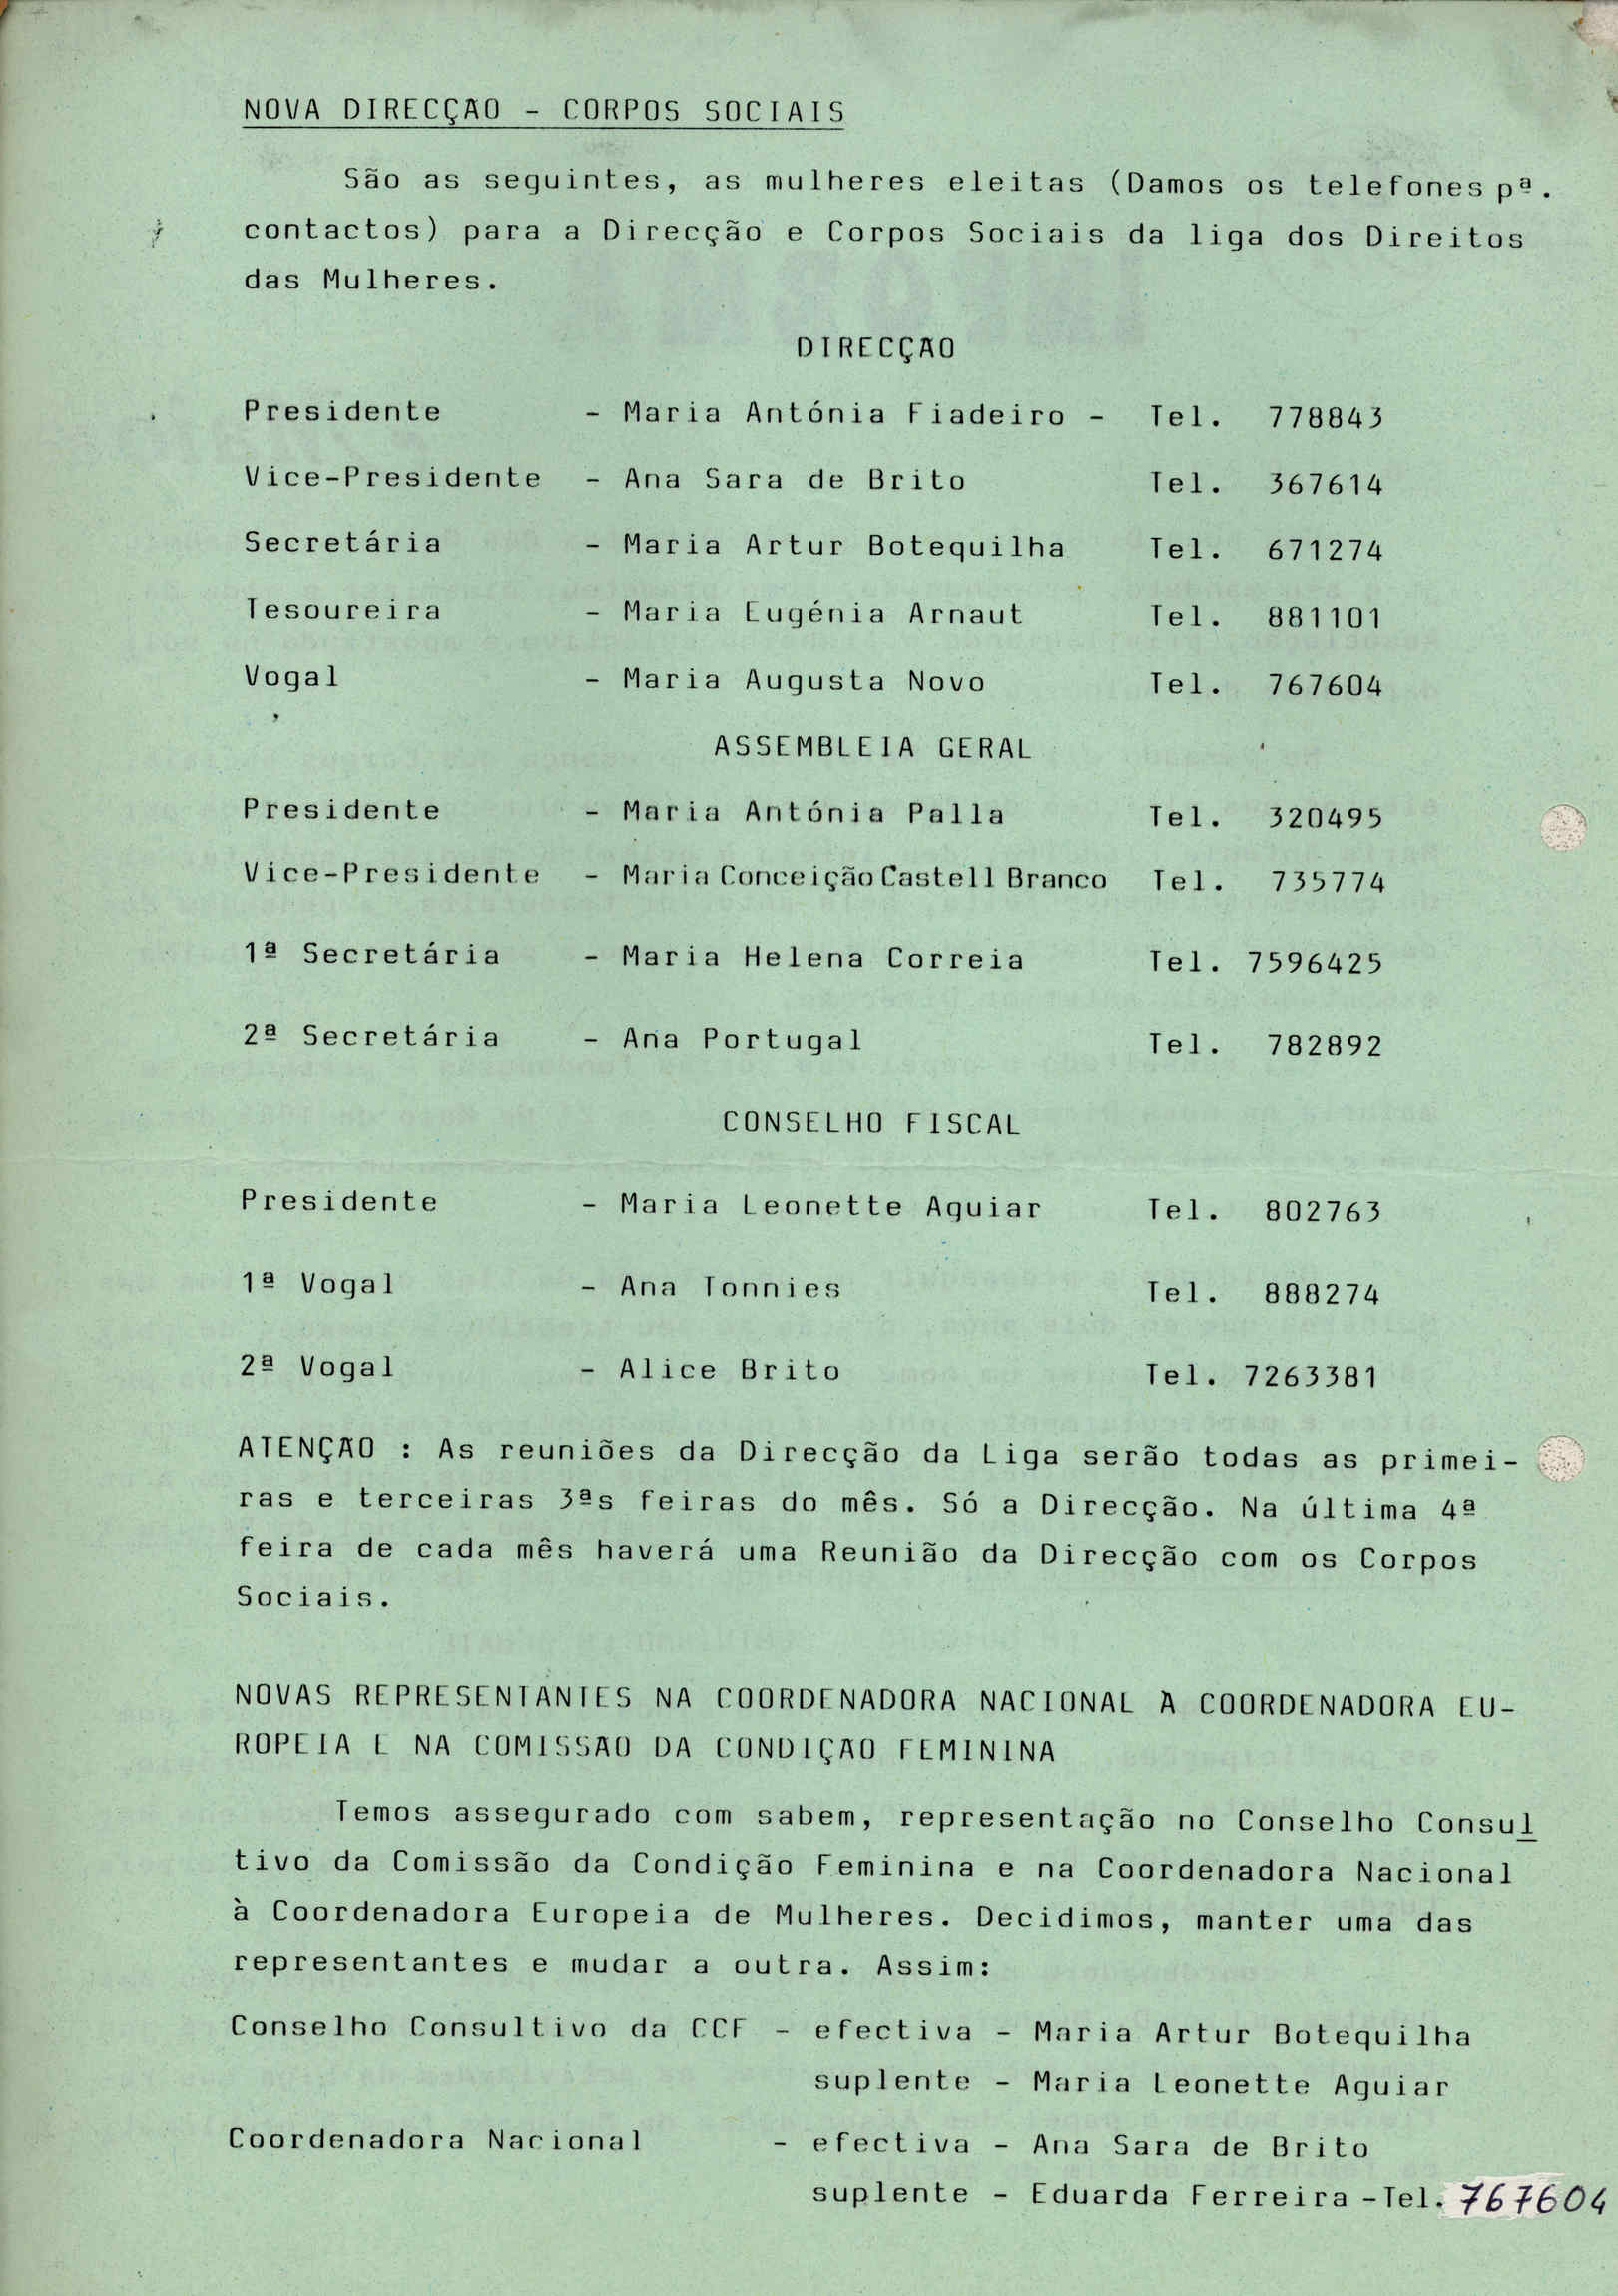 NOVA DIRECÇÃO - CORPOS SOCIAIS
São as seguintes, as mulheres eleitas (Damos os telefones pª.
contactos) para a Direcção e Corpos Sociais da liga dos Direitos
das Mulheres.
DIRECÇÃO
Presidente - Maria Antónia Fiadeiro - Tel. 778843
Vice-Presidente - Ana Sara de Brito Tel. 367614
Secretária - Maria Artur Botequilha Tel. 671274
Tesoureira - Maria Eugénia Arnaut Tel. 881101
Vogal - Maria Augusta Novo Tel. 767604
ASSEMBLEIA GERAL
Presidente - Maria Antónia Palla Tel. 320495
Vice-Presidente - Maria Conceição Castell Branco Tel. 735774
1ª Secretária - Maria Helena Correia Tel. 7596425
2ª Secretária - Ana Portugal Tel. 782892
CONSELHO FISCAL
Presidente - Maria Leonette Aguiar Tel. 802763
1ª Vogal - Ana Tonnies Tel. 888274
2ª Vogal - Alice Brito Tel. 7263381
ATENÇÃO : As reuniões da Direcção da Liga serão todas as primei-
ras e terceiras 3ªs feiras do mês. Só a Direcção. Na última 4ª
feira de cada mês haverá uma Reunião da Direcção com os Corpos
Sociais.
NOVAS REPRESENTANTES NA COORDENADORA NACIONAL À COORDENADORA EU-
ROPEIA E NA COMISSÃO DA CONDIÇÃO FEMININA
Temos assegurado com sabem, representação no Conselho Consul
tivo da Comissão da Condição Feminina e na Coordenadora Nacional
à Coordenadora Europeia de Mulheres. Decidimos, manter uma das
representantes e mudar a outra. Assim:
Conselho Consultivo da CCF - efectiva - Maria Artur Botequilha
suplente - Maria Leonette Aguiar
Coordenadora Nacional - efectiva - Ana Sara de Brito
suplente - Eduarda Ferreira -Tel. 767604